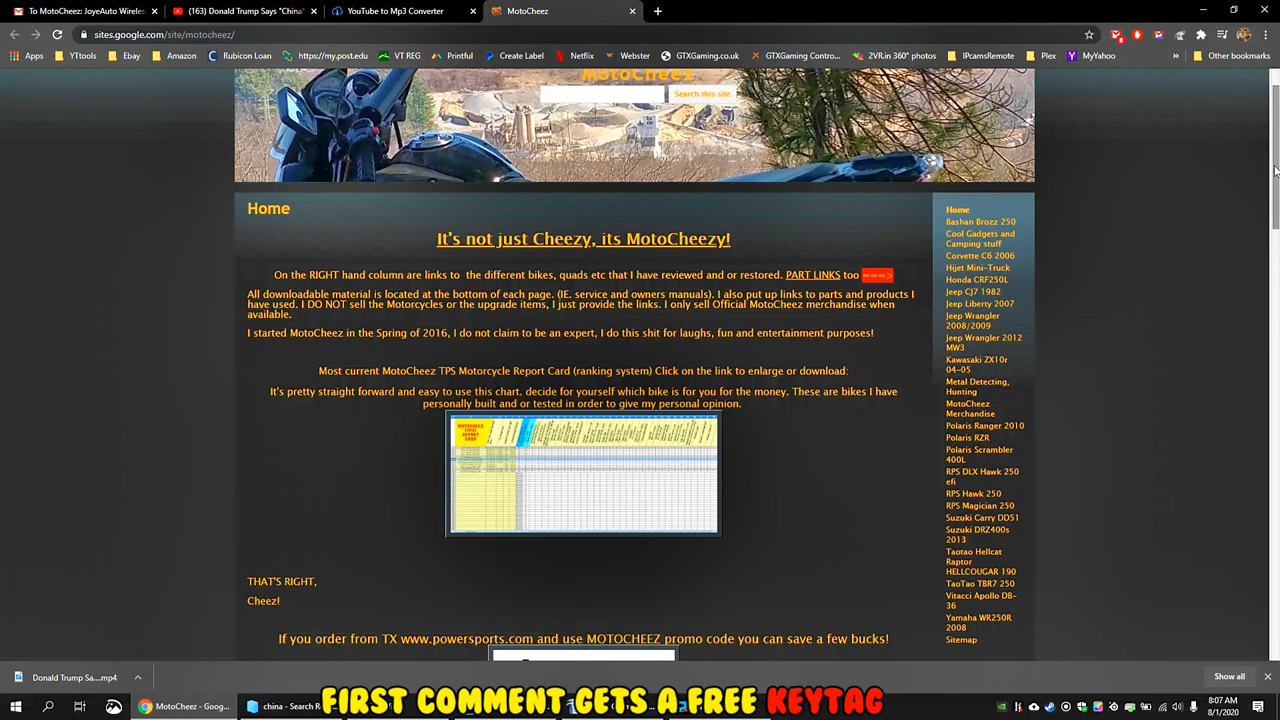 To MotoCheez: JoyAuto Wireless
(163) Donald Trump Says "China"
YouTube to Mp3 Converter
MotoCheez
sites.google.com/site/motocheez/
Apps
YTtools
Ebay
Amazon
Rubicon Loan
https://my.post.edu
VT REG
Printful
Create Label
Netflix
Webster
GTXGaming.co.uk
GTXGaming Contro...
2VR.in 360° photos
IPcamsRemote
Plex
MyYahoo
»
Other bookmarks
MotoCheez
Search this site
Home
It's not just Cheezy, its MotoCheezy!
On the RIGHT hand column are links to the different bikes, quads etc that I have reviewed and or restored. PART LINKS too ===>
All downloadable material is located at the bottom of each page. (IE. service and owners manuals). I also put up links to parts and products I
have used. I DO NOT sell the Motorcycles or the upgrade items, I just provide the links. I only sell Official MotoCheez merchandise when
available.
I started MotoCheez in the Spring of 2016, I do not claim to be an expert, I do this shit for laughs, fun and entertainment purposes!
Most current MotoCheez TPS Motorcycle Report Card (ranking system) Click on the link to enlarge or download:
It's pretty straight forward and easy to use this chart. decide for yourself which bike is for you for the money. These are bikes I have
personally built and or tested in order to give my personal opinion.
THAT'S RIGHT,
Cheez!
If you order from TX www.powersports.com and use MOTOCHEEZ promo code you can save a few bucks!
Home
Bashan Brozz 250
Cool Gadgets and
Camping stuff
Corvette C6 2006
Hijet Mini-Truck
Honda CRF250L
Jeep CJ7 1982
Jeep Liberty 2007
Jeep Wrangler
2008/2009
Jeep Wrangler 2012
MW3
Kawasaki ZX10r
04-05
Metal Detecting,
Hunting
MotoCheez
Merchandise
Polaris Ranger 2010
Polaris RZR
Polaris Scrambler
400L
RPS DLX Hawk 250
efi
RPS Hawk 250
RPS Magician 250
Suzuki Carry DD51
Suzuki DRZ400s
2013
Taotao Hellcat
Raptor
HELLCOUGAR 190
TaoTao TBR7 250
Vitacci Apollo DB-
36
Yamaha WR250R
2008
Sitemap
Donald Trump Sa....mp4
Show all
FIRST COMMENT GETS A FREE KEYTAG
MotoCheez - Goog...
china - Search R
8:07 AM
8/1/2020